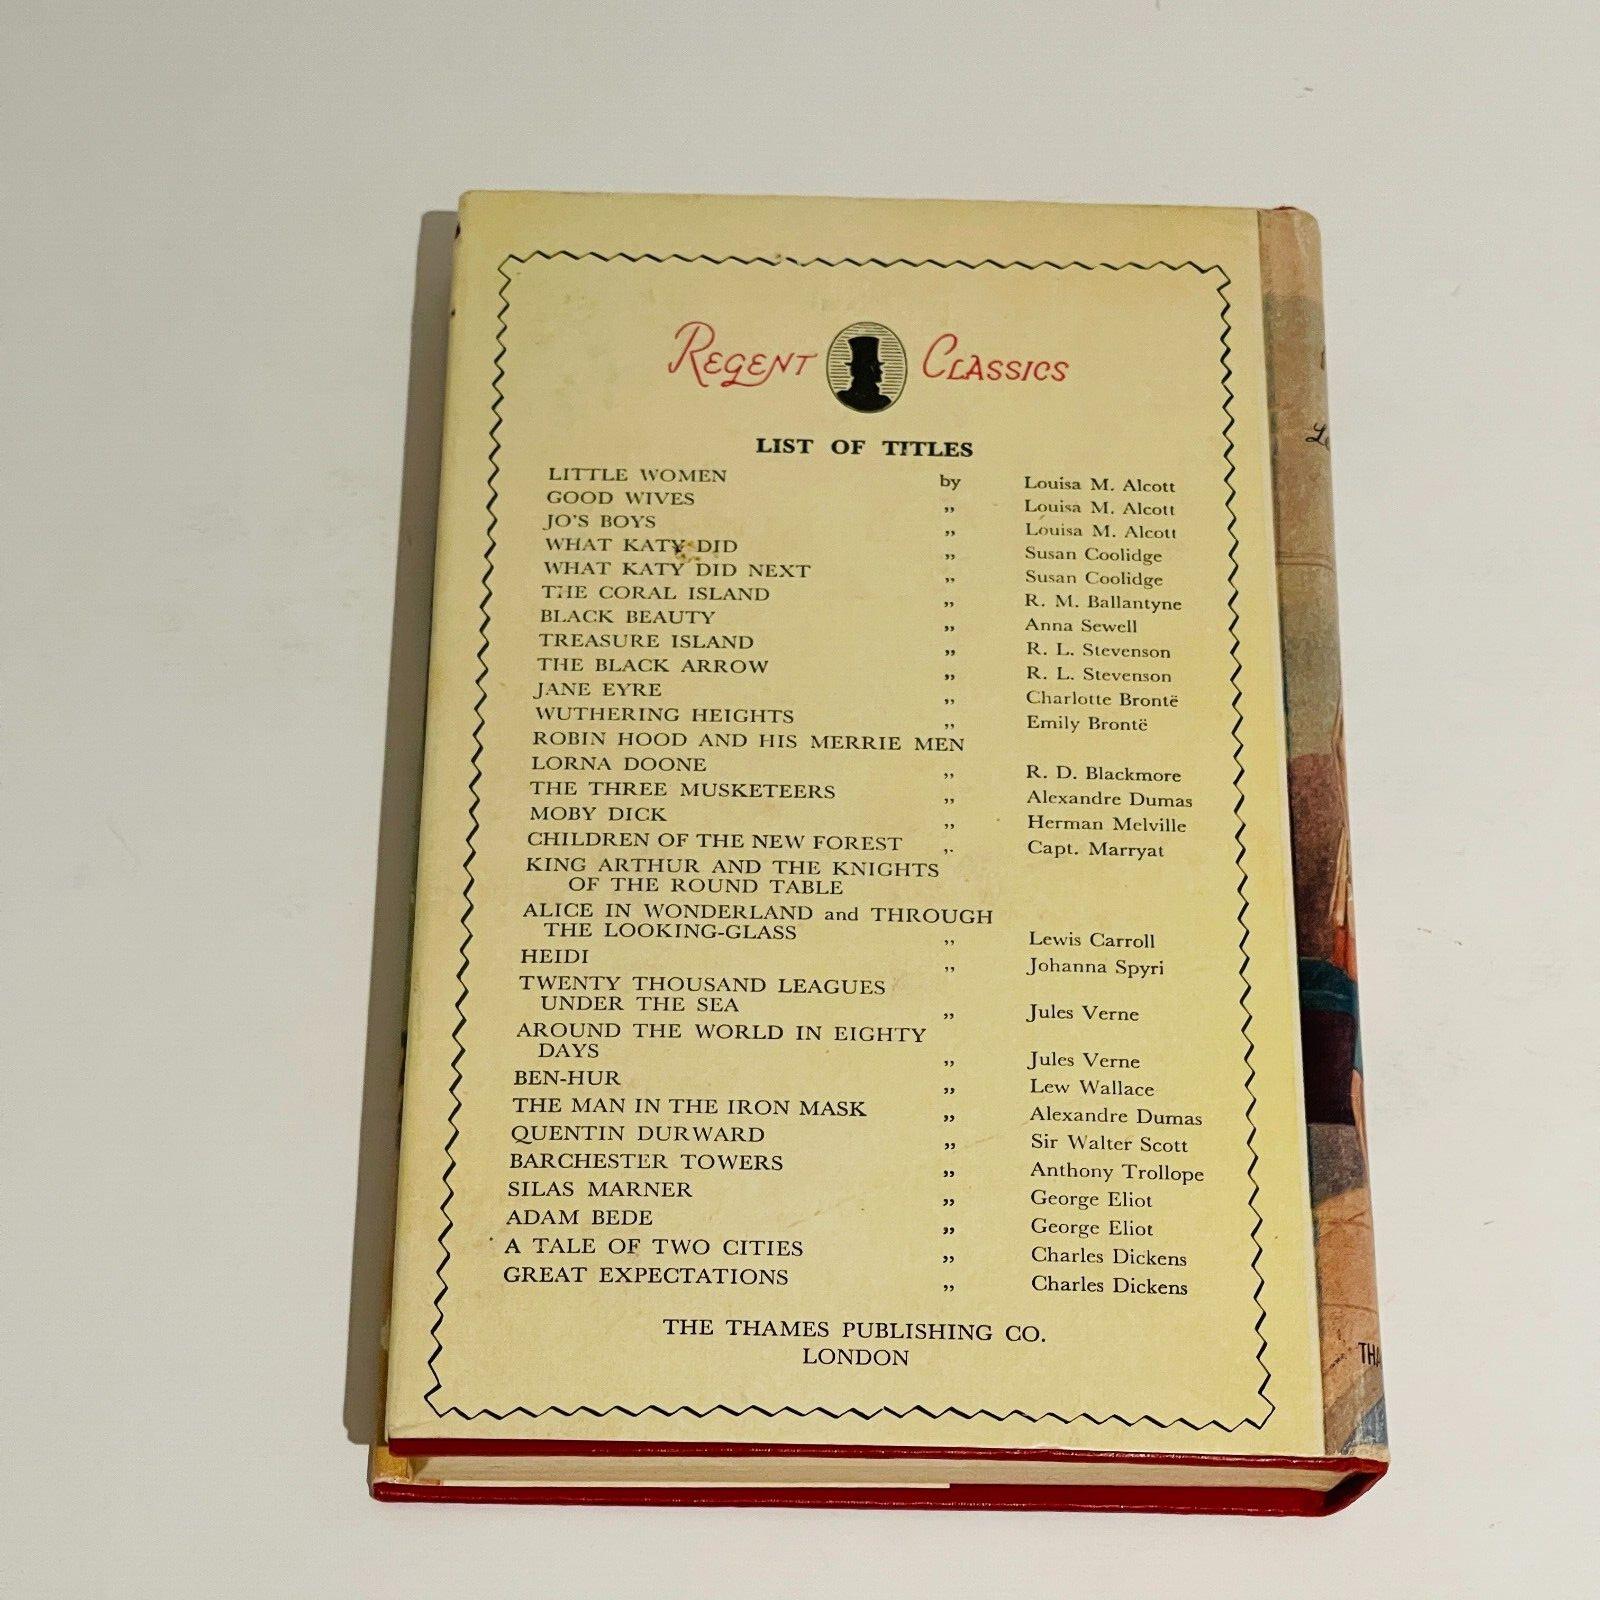 REGENT CLASSICS
LIST OF TITLES
LITTLE WOMEN by Louisa M. Alcott
GOOD WIVES ,, Louisa M. Alcott
JO'S BOYS ,, Louisa M. Alcott
WHAT KATY DID ,, Susan Coolidge
WHAT KATY DID NEXT ,, Susan Coolidge
THE CORAL ISLAND ,, R. M. Ballantyne
BLACK BEAUTY ,, Anna Sewell
TREASURE ISLAND ,, R. L. Stevenson
THE BLACK ARROW ,, R. L. Stevenson
JANE EYRE ,, Charlotte Brontë
WUTHERING HEIGHTS ,, Emily Brontë
ROBIN HOOD AND HIS MERRIE MEN
LORNA DOONE ,, R. D. Blackmore
THE THREE MUSKETEERS ,, Alexandre Dumas
MOBY DICK ,, Herman Melville
CHILDREN OF THE NEW FOREST ,, Capt. Marryat
KING ARTHUR AND THE KNIGHTS
OF THE ROUND TABLE
ALICE IN WONDERLAND and THROUGH
THE LOOKING-GLASS ,, Lewis Carroll
HEIDI ,, Johanna Spyri
TWENTY THOUSAND LEAGUES
UNDER THE SEA ,, Jules Verne
AROUND THE WORLD IN EIGHTY
DAYS ,, Jules Verne
BEN-HUR ,, Lew Wallace
THE MAN IN THE IRON MASK ,, Alexandre Dumas
QUENTIN DURWARD ,, Sir Walter Scott
BARCHESTER TOWERS ,, Anthony Trollope
SILAS MARNER ,, George Eliot
ADAM BEDE ,, George Eliot
A TALE OF TWO CITIES ,, Charles Dickens
GREAT EXPECTATIONS ,, Charles Dickens
THE THAMES PUBLISHING CO.
LONDON